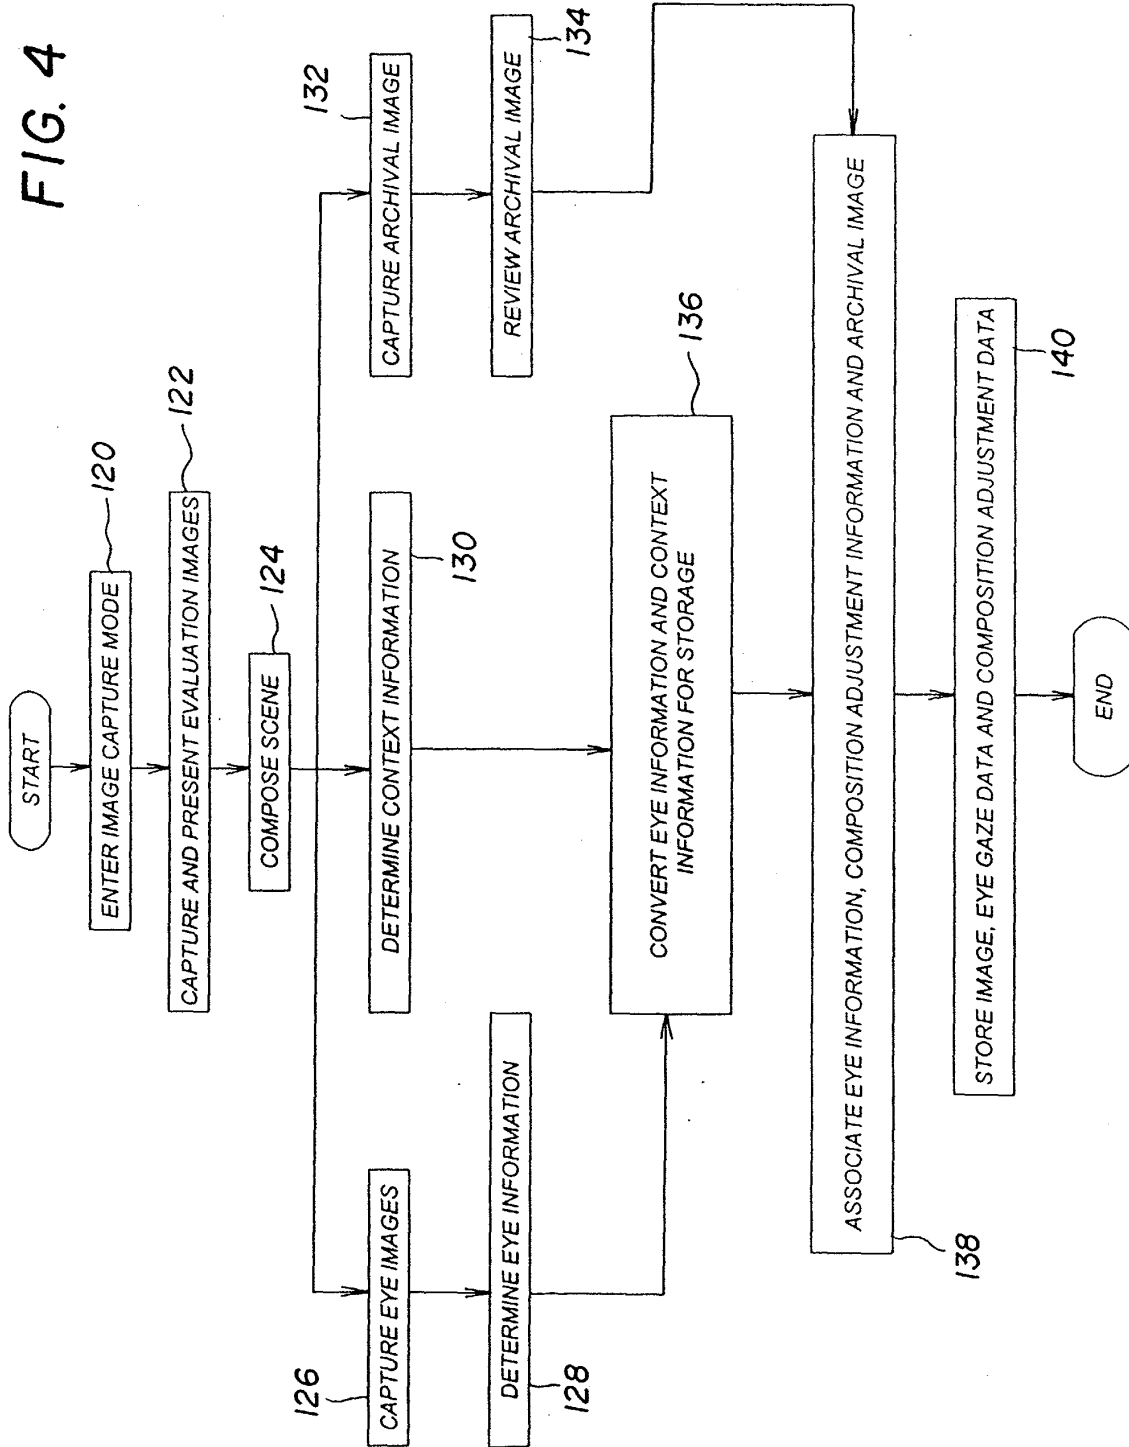 FIG. 4
START
ENTER IMAGE CAPTURE MODE
120
CAPTURE AND PRESENT EVALUATION IMAGES
122
COMPOSE SCENE
124
CAPTURE EYE IMAGES
126
DETERMINE EYE INFORMATION
128
DETERMINE CONTEXT INFORMATION
130
CAPTURE ARCHIVAL IMAGE
132
REVIEW ARCHIVAL IMAGE
134
CONVERT EYE INFORMATION AND CONTEXT
INFORMATION FOR STORAGE
136
ASSOCIATE EYE INFORMATION, COMPOSITION ADJUSTMENT INFORMATION AND ARCHIVAL IMAGE
138
STORE IMAGE, EYE GAZE DATA AND COMPOSITION ADJUSTMENT DATA
140
END